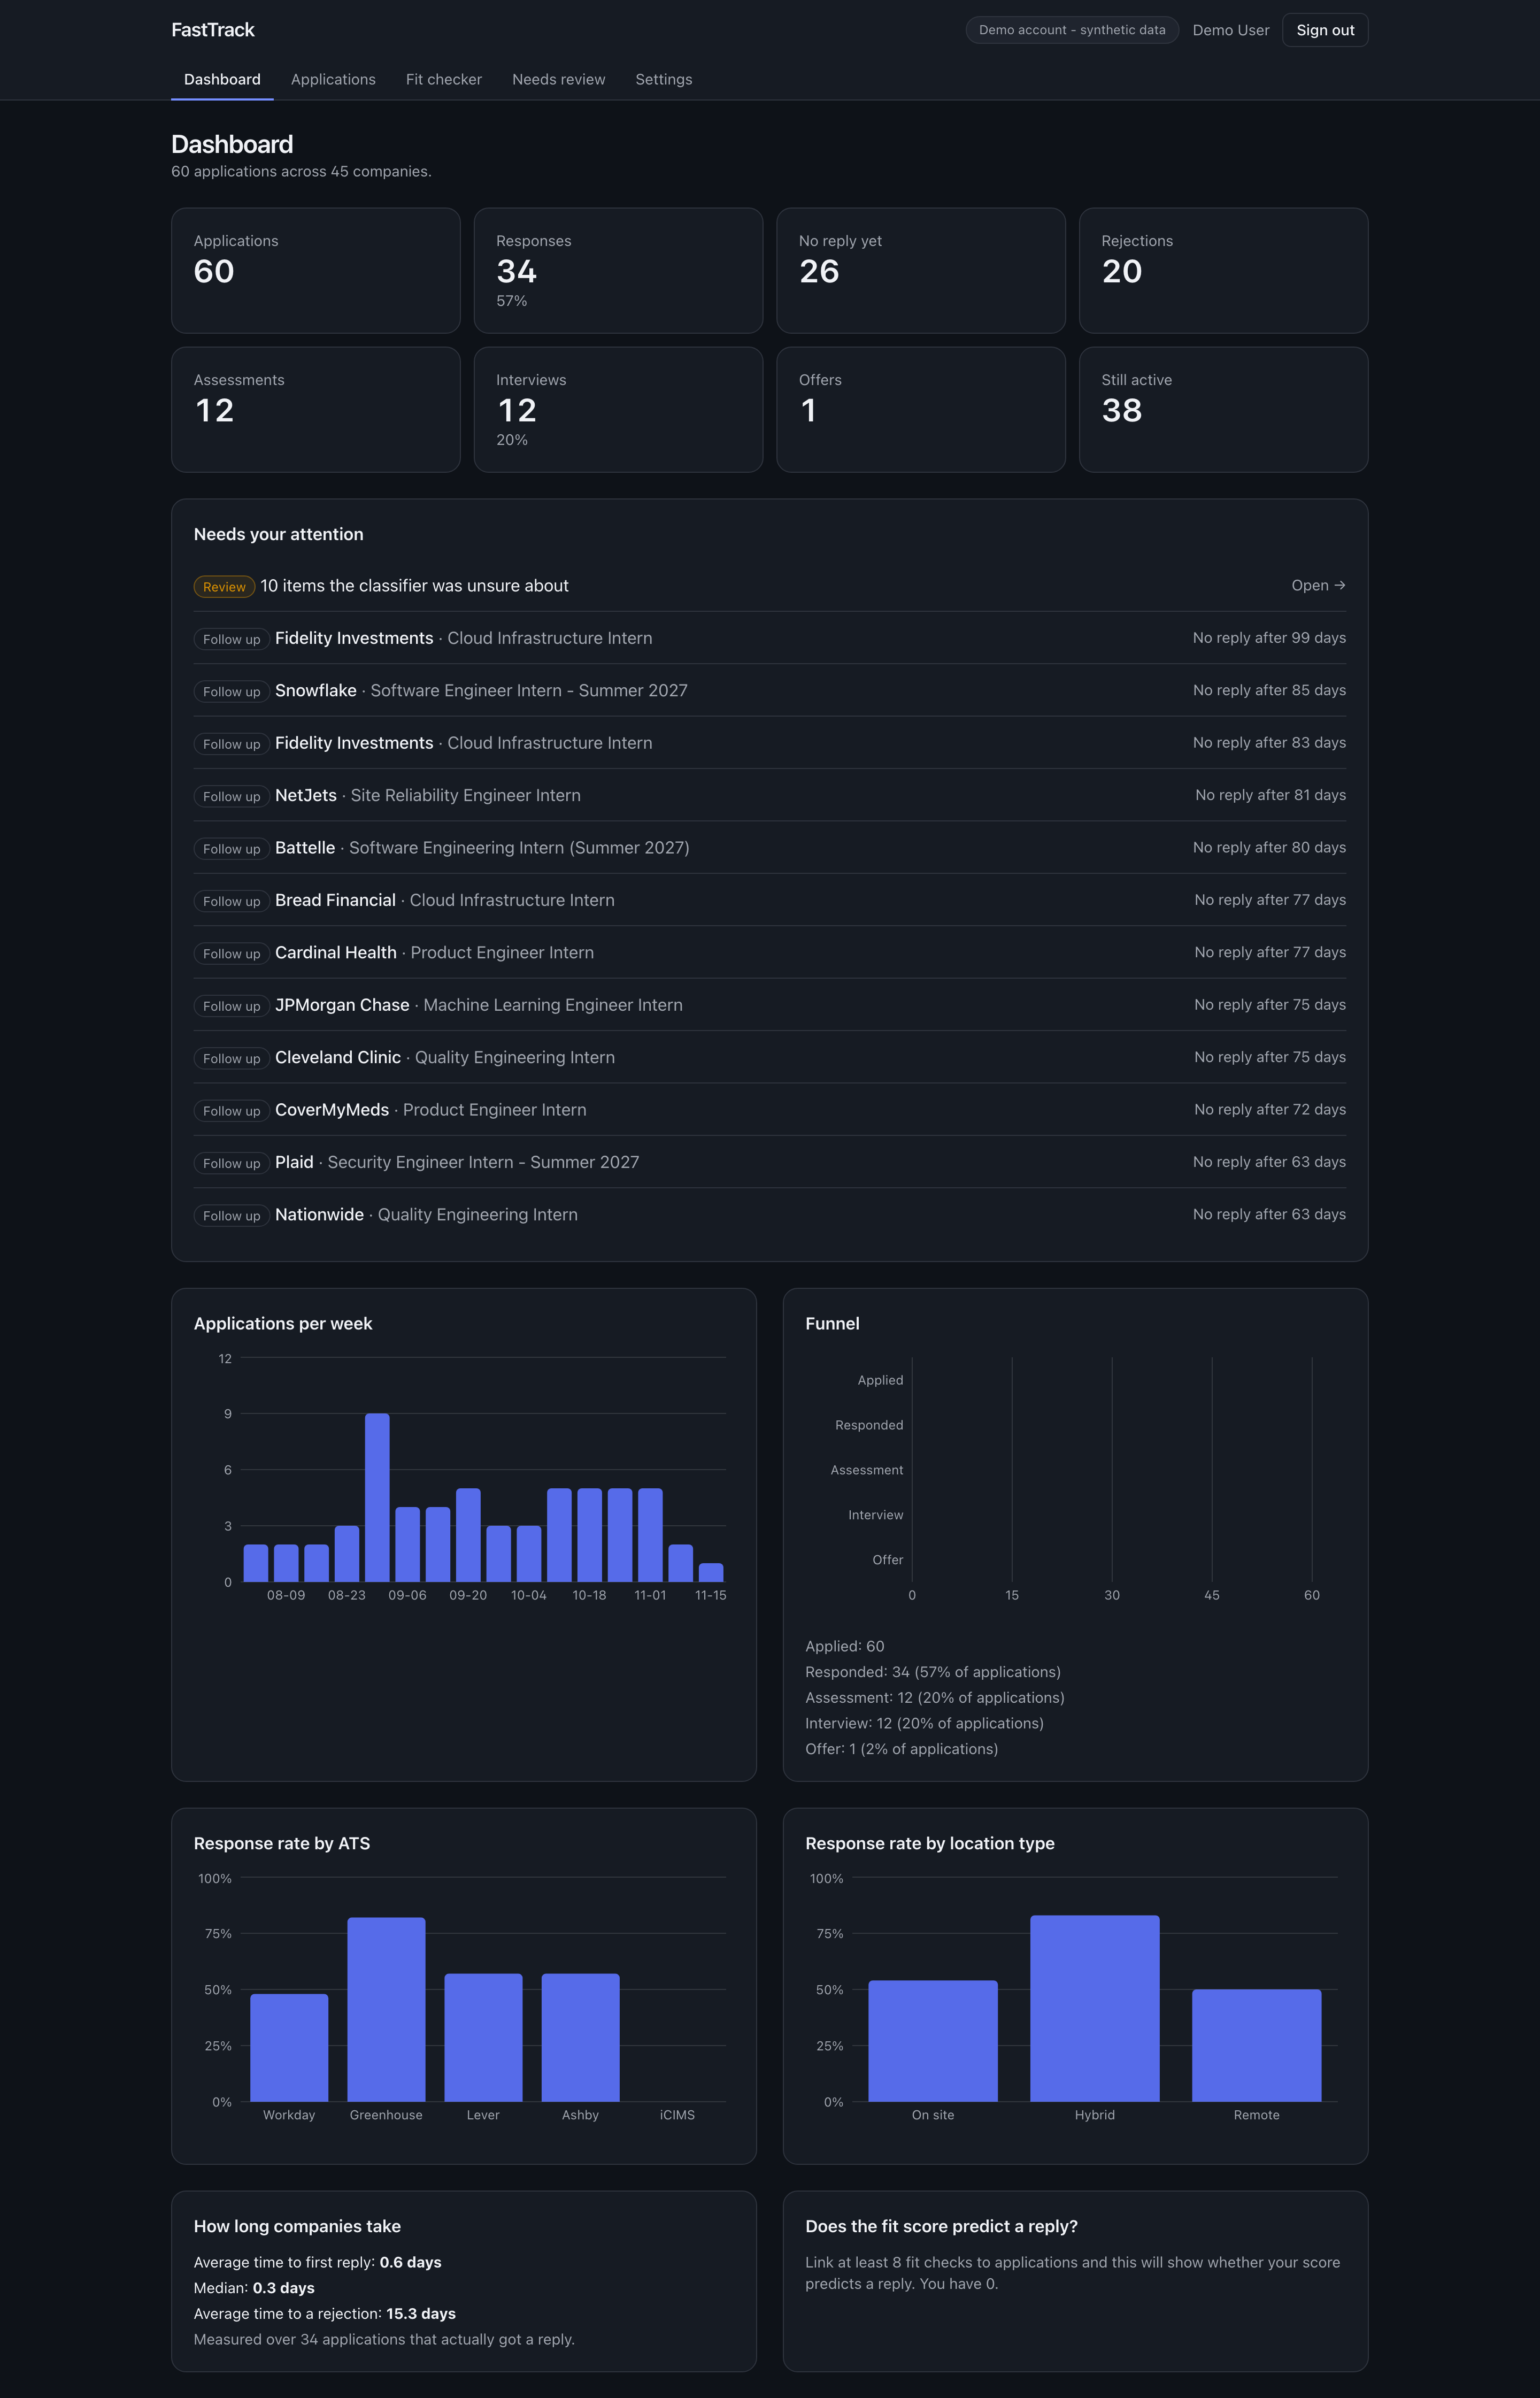 FastTrack
Demo account - synthetic data
Demo User
Sign out
Dashboard
Applications
Fit checker
Needs review
Settings
Dashboard
60 applications across 45 companies.
Applications
60
Responses
34
57%
No reply yet
26
Rejections
20
Assessments
12
Interviews
12
20%
Offers
1
Still active
38
Needs your attention
Review 10 items the classifier was unsure about Open →
Follow up Fidelity Investments · Cloud Infrastructure Intern No reply after 99 days
Follow up Snowflake · Software Engineer Intern - Summer 2027 No reply after 85 days
Follow up Fidelity Investments · Cloud Infrastructure Intern No reply after 83 days
Follow up NetJets · Site Reliability Engineer Intern No reply after 81 days
Follow up Battelle · Software Engineering Intern (Summer 2027) No reply after 80 days
Follow up Bread Financial · Cloud Infrastructure Intern No reply after 77 days
Follow up Cardinal Health · Product Engineer Intern No reply after 77 days
Follow up JPMorgan Chase · Machine Learning Engineer Intern No reply after 75 days
Follow up Cleveland Clinic · Quality Engineering Intern No reply after 75 days
Follow up CoverMyMeds · Product Engineer Intern No reply after 72 days
Follow up Plaid · Security Engineer Intern - Summer 2027 No reply after 63 days
Follow up Nationwide · Quality Engineering Intern No reply after 63 days
Applications per week
12
9
6
3
0
08-09 08-23 09-06 09-20 10-04 10-18 11-01 11-15
Funnel
Applied
Responded
Assessment
Interview
Offer
0 15 30 45 60
Applied: 60
Responded: 34 (57% of applications)
Assessment: 12 (20% of applications)
Interview: 12 (20% of applications)
Offer: 1 (2% of applications)
Response rate by ATS
100%
75%
50%
25%
0%
Workday Greenhouse Lever Ashby iCIMS
Response rate by location type
100%
75%
50%
25%
0%
On site Hybrid Remote
How long companies take
Average time to first reply: 0.6 days
Median: 0.3 days
Average time to a rejection: 15.3 days
Measured over 34 applications that actually got a reply.
Does the fit score predict a reply?
Link at least 8 fit checks to applications and this will show whether your score
predicts a reply. You have 0.